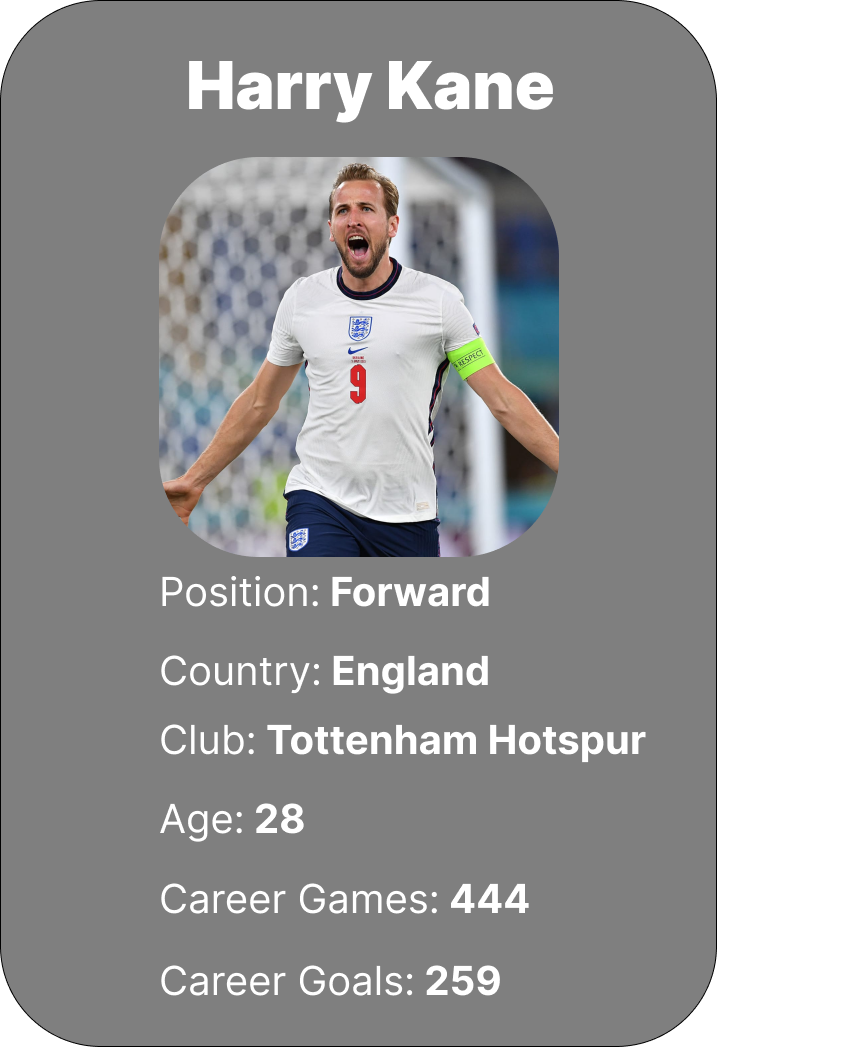 Harry Kane
RESPECT
9
Position: Forward
Country: England
Club: Tottenham Hotspur
Age: 28
Career Games: 444
Career Goals: 259